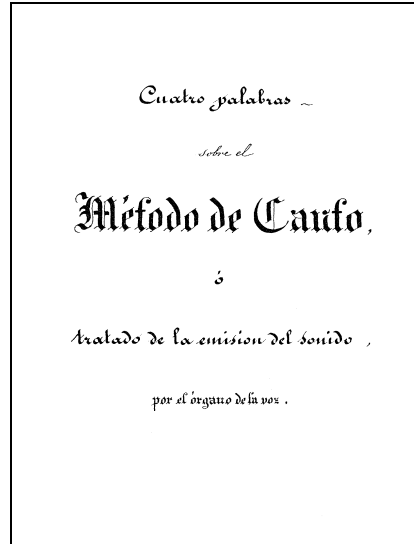 Cuatro palabras ~
sobre el
Método de Canto,
ó
tratado de la emision del sonido,
por el órgano de la voz.